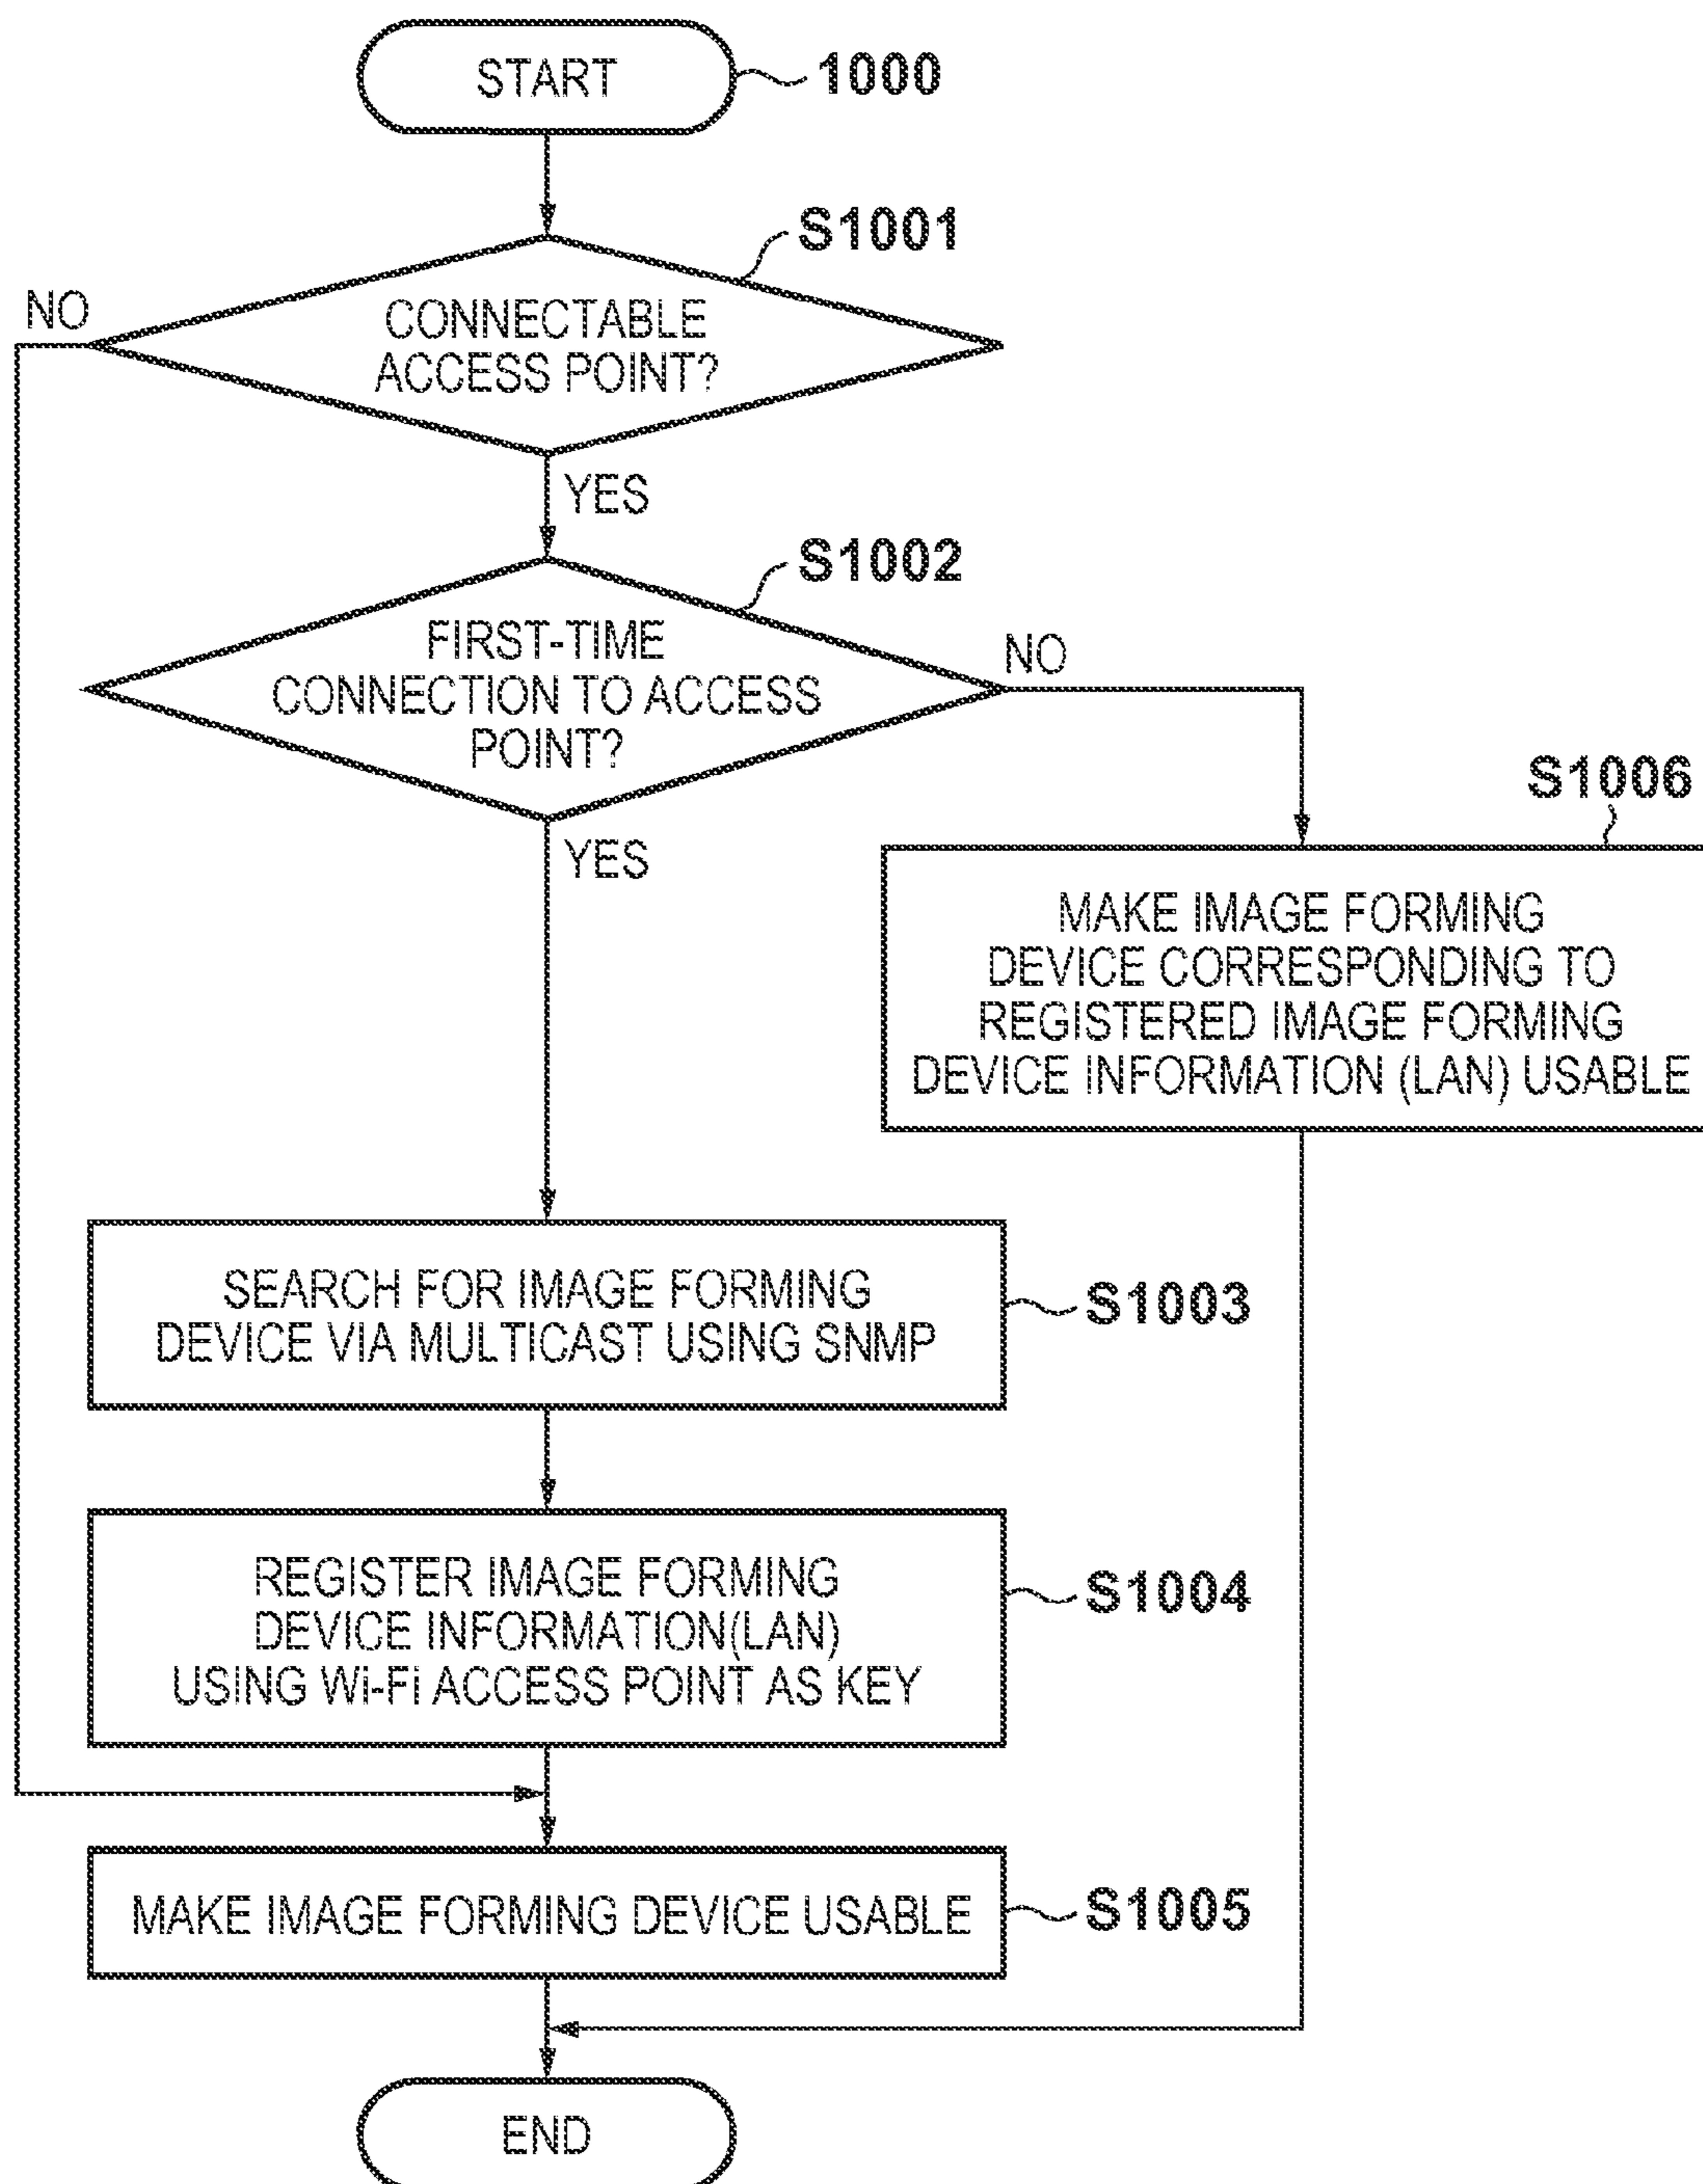 START
1000
S1001
NO
CONNECTABLE
ACCESS POINT?
YES
S1002
FIRST-TIME
CONNECTION TO ACCESS
POINT?
NO
YES
S1006
MAKE IMAGE FORMING
DEVICE CORRESPONDING TO
REGISTERED IMAGE FORMING
DEVICE INFORMATION (LAN) USABLE
SEARCH FOR IMAGE FORMING
DEVICE VIA MULTICAST USING SNMP
S1003
REGISTER IMAGE FORMING
DEVICE INFORMATION(LAN)
USING Wi-Fi ACCESS POINT AS KEY
S1004
MAKE IMAGE FORMING DEVICE USABLE
S1005
END